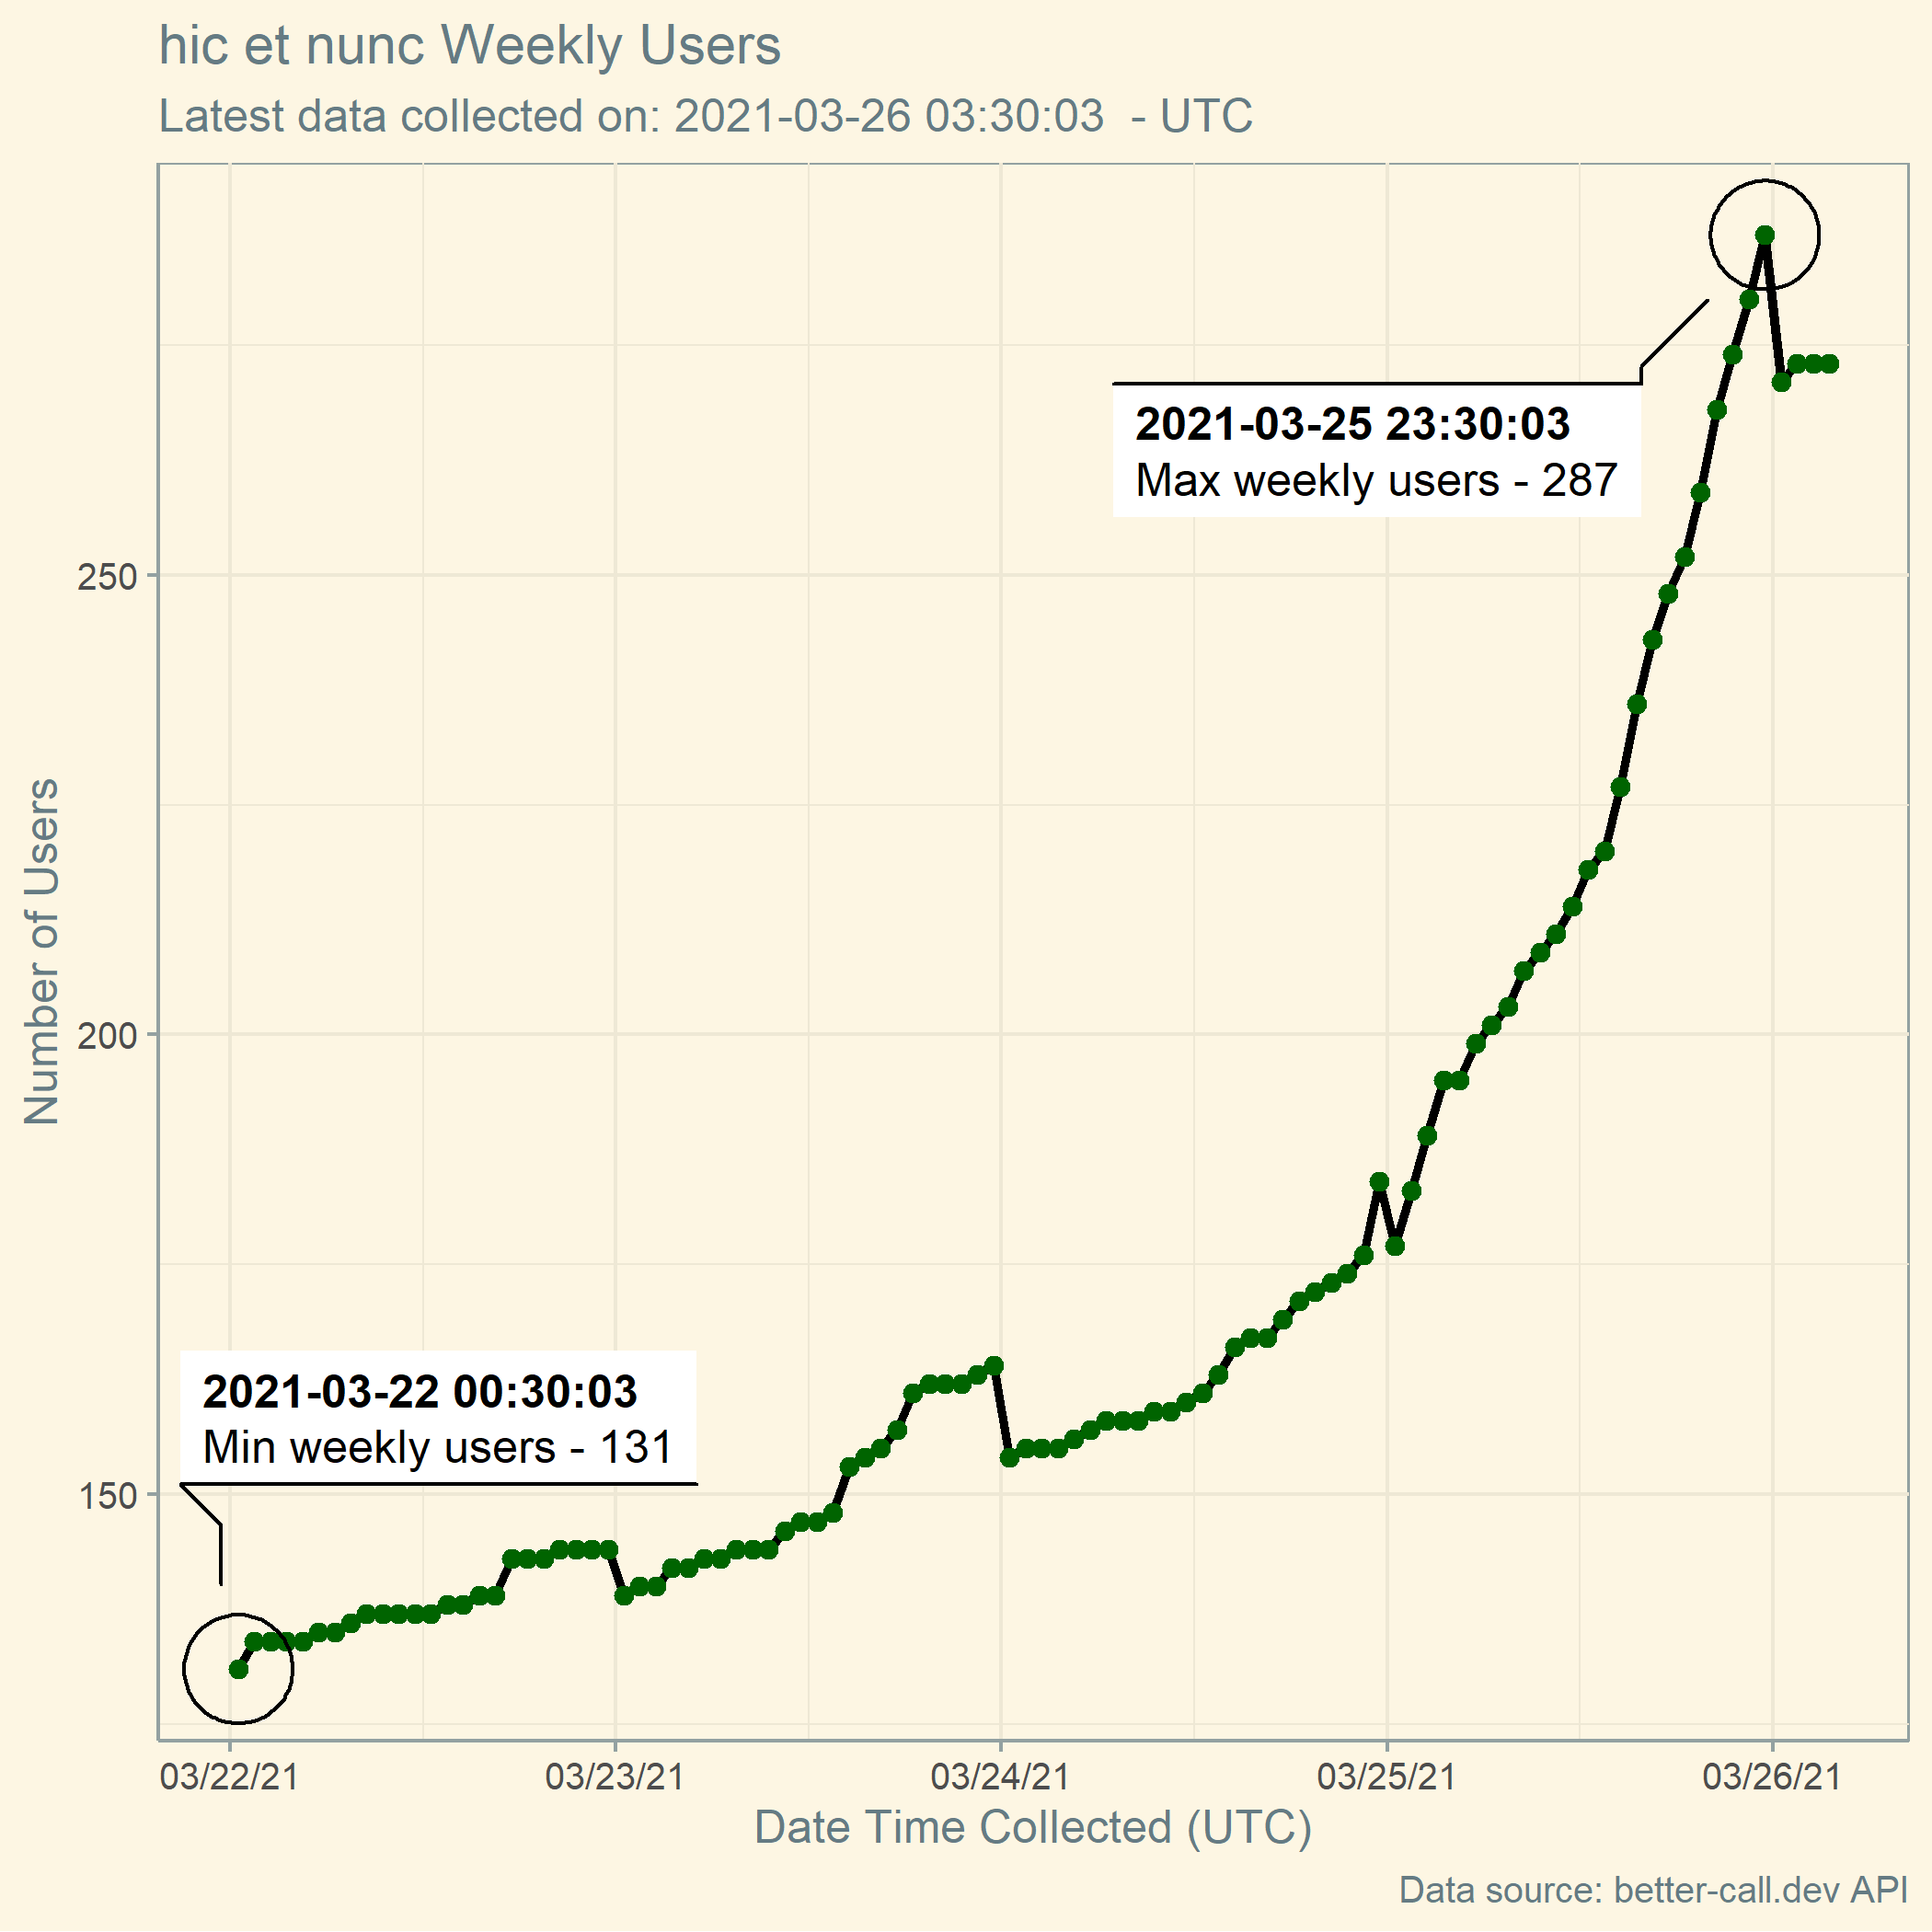 hic et nunc Weekly Users
Latest data collected on: 2021-03-26 03:30:03  - UTC
2021-03-25 23:30:03
Max weekly users - 287
2021-03-22 00:30:03
Min weekly users - 131
Number of Users
250
200
150
03/22/21
03/23/21
03/24/21
03/25/21
03/26/21
Date Time Collected (UTC)
Data source: better-call.dev API